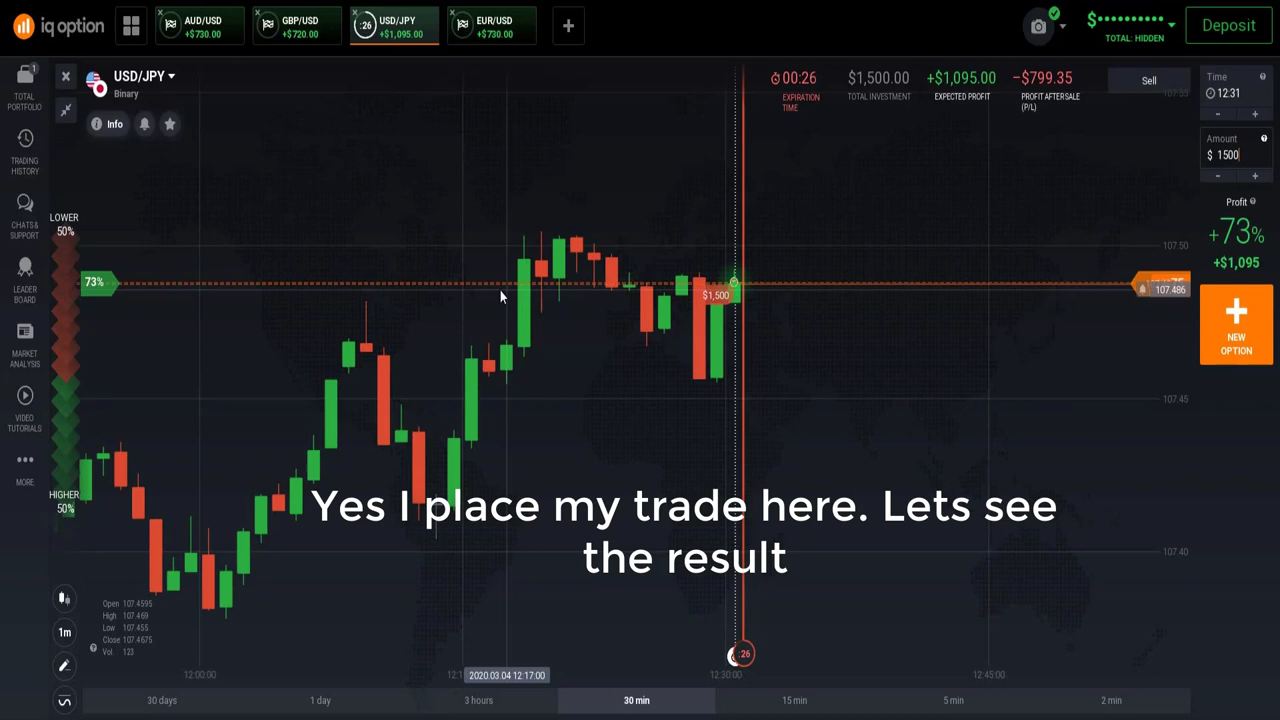 iq option
AUD/USD
+$730.00
GBP/USD
+$720.00
:26
USD/JPY
+$1,095.00
EUR/USD
+$730.00
$••••••••••
TOTAL: HIDDEN
Deposit
1
TOTAL
PORTFOLIO
TRADING
HISTORY
CHATS &
SUPPORT
LEADER
BOARD
MARKET
ANALYSIS
VIDEO
TUTORIALS
MORE
USD/JPY
Binary
Info
00:26
EXPIRATION
TIME
$1,500.00
TOTAL INVESTMENT
+$1,095.00
EXPECTED PROFIT
−$799.35
PROFIT AFTER SALE
(P/L)
Sell
Time
12:31
- +
Amount
$ 1500
- +
Profit
+73%
+$1,095
NEW
OPTION
LOWER
50%
73%
HIGHER
50%
$1,500
107.55
107.50
107.486
107.45
107.40
Yes I place my trade here. Lets see
the result
Open 107.4595
High 107.469
Low 107.455
Close 107.4675
Vol. 123
1m
:26
12:00:00
2020.03.04 12:17:00
12:30:00
12:45:00
30 days
1 day
3 hours
30 min
15 min
5 min
2 min